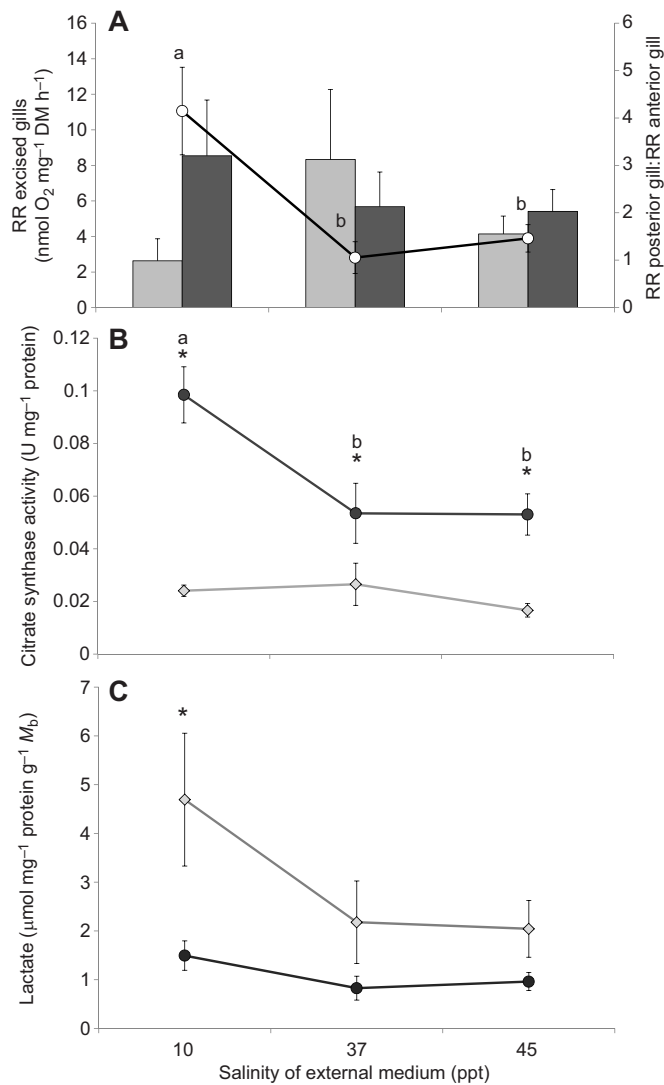 A
RR excised gills
(nmol O₂ mg⁻¹ DM h⁻¹)
16
14
12
10
8
6
4
2
0
a
b
b
6
5
4
3
2
1
0
RR posterior gill:RR anterior gill
B
Citrate synthase activity (U mg⁻¹ protein)
0.12
0.1
0.08
0.06
0.04
0.02
0
a
*
b
*
b
*
C
Lactate (μmol mg⁻¹ protein g⁻¹ M_b)
7
6
5
4
3
2
1
0
*
10 37 45
Salinity of external medium (ppt)